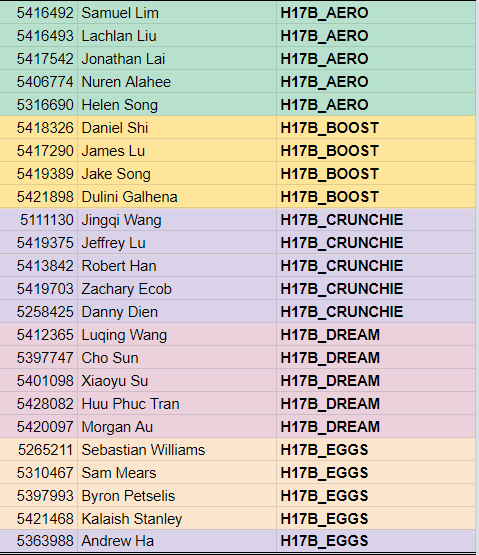 5416492 Samuel Lim H17B_AERO
5416493 Lachlan Liu H17B_AERO
5417542 Jonathan Lai H17B_AERO
5406774 Nuren Alahee H17B_AERO
5316690 Helen Song H17B_AERO
5418326 Daniel Shi H17B_BOOST
5417290 James Lu H17B_BOOST
5419389 Jake Song H17B_BOOST
5421898 Dulini Galhena H17B_BOOST
5111130 Jingqi Wang H17B_CRUNCHIE
5419375 Jeffrey Lu H17B_CRUNCHIE
5413842 Robert Han H17B_CRUNCHIE
5419703 Zachary Ecob H17B_CRUNCHIE
5258425 Danny Dien H17B_CRUNCHIE
5412365 Luqing Wang H17B_DREAM
5397747 Cho Sun H17B_DREAM
5401098 Xiaoyu Su H17B_DREAM
5428082 Huu Phuc Tran H17B_DREAM
5420097 Morgan Au H17B_DREAM
5265211 Sebastian Williams H17B_EGGS
5310467 Sam Mears H17B_EGGS
5397993 Byron Petselis H17B_EGGS
5421468 Kalaish Stanley H17B_EGGS
5363988 Andrew Ha H17B_EGGS